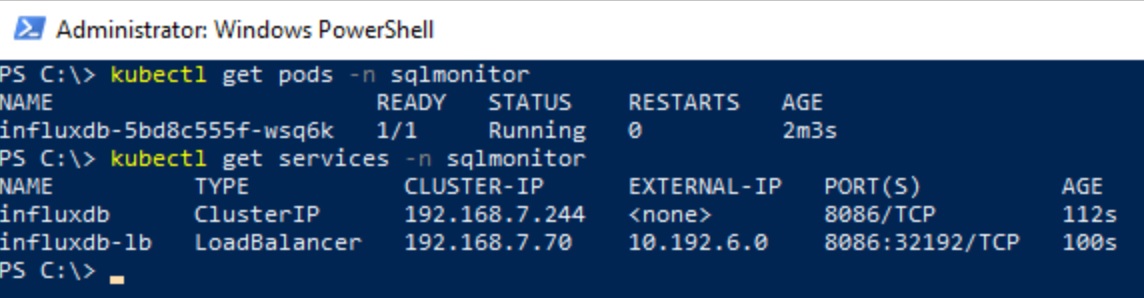 Administrator: Windows PowerShell
PS C:\> kubectl get pods -n sqlmonitor
NAME                       READY   STATUS    RESTARTS   AGE
influxdb-5bd8c555f-wsq6k   1/1     Running   0          2m3s
PS C:\> kubectl get services -n sqlmonitor
NAME          TYPE           CLUSTER-IP      EXTERNAL-IP   PORT(S)          AGE
influxdb      ClusterIP      192.168.7.244   <none>        8086/TCP         112s
influxdb-lb   LoadBalancer   192.168.7.70    10.192.6.0    8086:32192/TCP   100s
PS C:\>